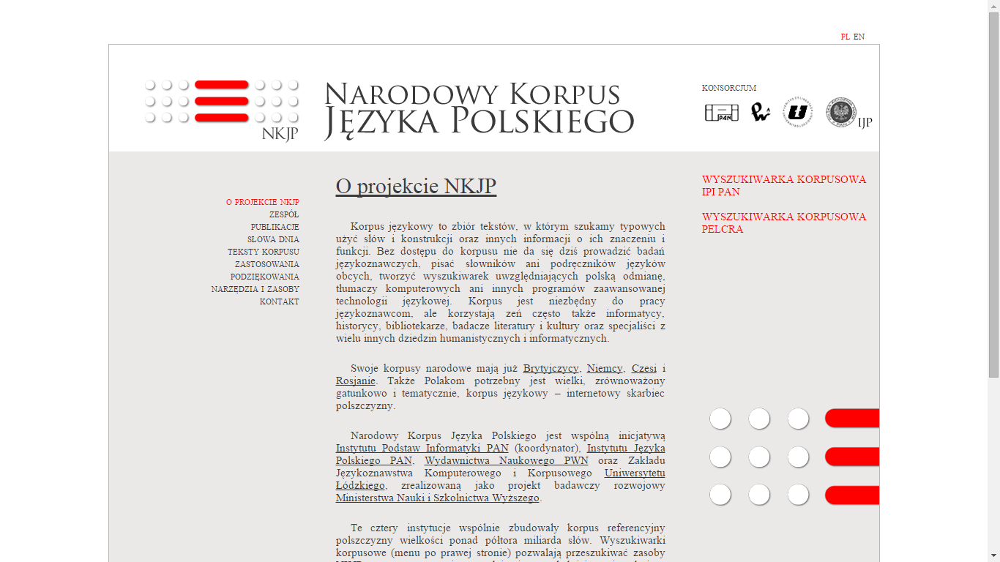 PL EN
NKJP
NARODOWY KORPUS
JĘZYKA POLSKIEGO
KONSORCJUM
PAN
IJP
O PROJEKCIE NKJP
ZESPÓŁ
PUBLIKACJE
SŁOWA DNIA
TEKSTY KORPUSU
ZASTOSOWANIA
PODZIĘKOWANIA
NARZĘDZIA I ZASOBY
KONTAKT
O projekcie NKJP
Korpus językowy to zbiór tekstów, w którym szukamy typowych
użyć słów i konstrukcji oraz innych informacji o ich znaczeniu i
funkcji. Bez dostępu do korpusu nie da się dziś prowadzić badań
językoznawczych, pisać słowników ani podręczników języków
obcych, tworzyć wyszukiwarek uwzględniających polską odmianę,
tłumaczy komputerowych ani innych programów zaawansowanej
technologii językowej. Korpus jest niezbędny do pracy
językoznawcom, ale korzystają zeń często także informatycy,
historycy, bibliotekarze, badacze literatury i kultury oraz specjaliści z
wielu innych dziedzin humanistycznych i informatycznych.
Swoje korpusy narodowe mają już Brytyjczycy, Niemcy, Czesi i
Rosjanie. Także Polakom potrzebny jest wielki, zrównoważony
gatunkowo i tematycznie, korpus językowy – internetowy skarbiec
polszczyzny.
Narodowy Korpus Języka Polskiego jest wspólną inicjatywą
Instytutu Podstaw Informatyki PAN (koordynator), Instytutu Języka
Polskiego PAN, Wydawnictwa Naukowego PWN oraz Zakładu
Językoznawstwa Komputerowego i Korpusowego Uniwersytetu
Łódzkiego, zrealizowaną jako projekt badawczy rozwojowy
Ministerstwa Nauki i Szkolnictwa Wyższego.
Te cztery instytucje wspólnie zbudowały korpus referencyjny
polszczyzny wielkości ponad półtora miliarda słów. Wyszukiwarki
korpusowe (menu po prawej stronie) pozwalają przeszukiwać zasoby
WYSZUKIWARKA KORPUSOWA
IPI PAN
WYSZUKIWARKA KORPUSOWA
PELCRA